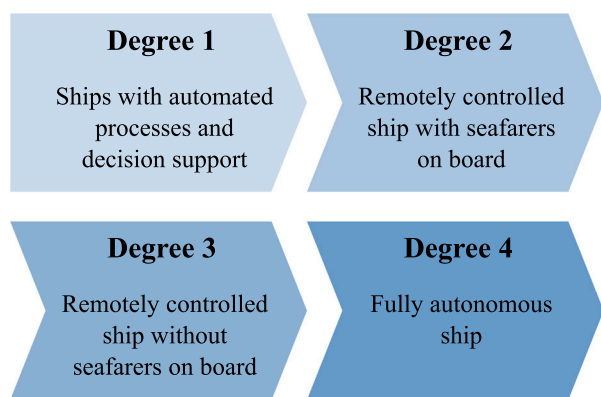 Degree 1
Ships with automated
processes and
decision support
Degree 2
Remotely controlled
ship with seafarers
on board
Degree 3
Remotely controlled
ship without
seafarers on board
Degree 4
Fully autonomous
ship